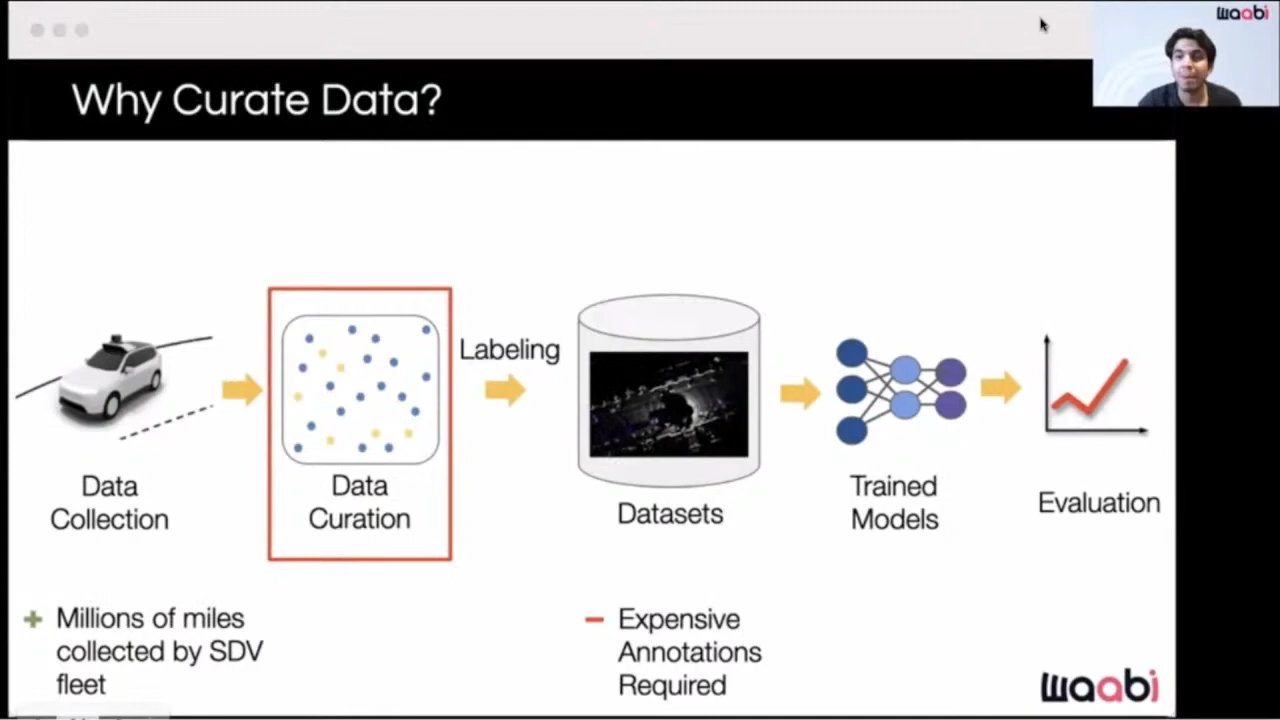 waabi
Why Curate Data?
Labeling
Data
Collection
Data
Curation
Datasets
Trained
Models
Evaluation
+ Millions of miles
collected by SDV
fleet
– Expensive
Annotations
Required
waabi